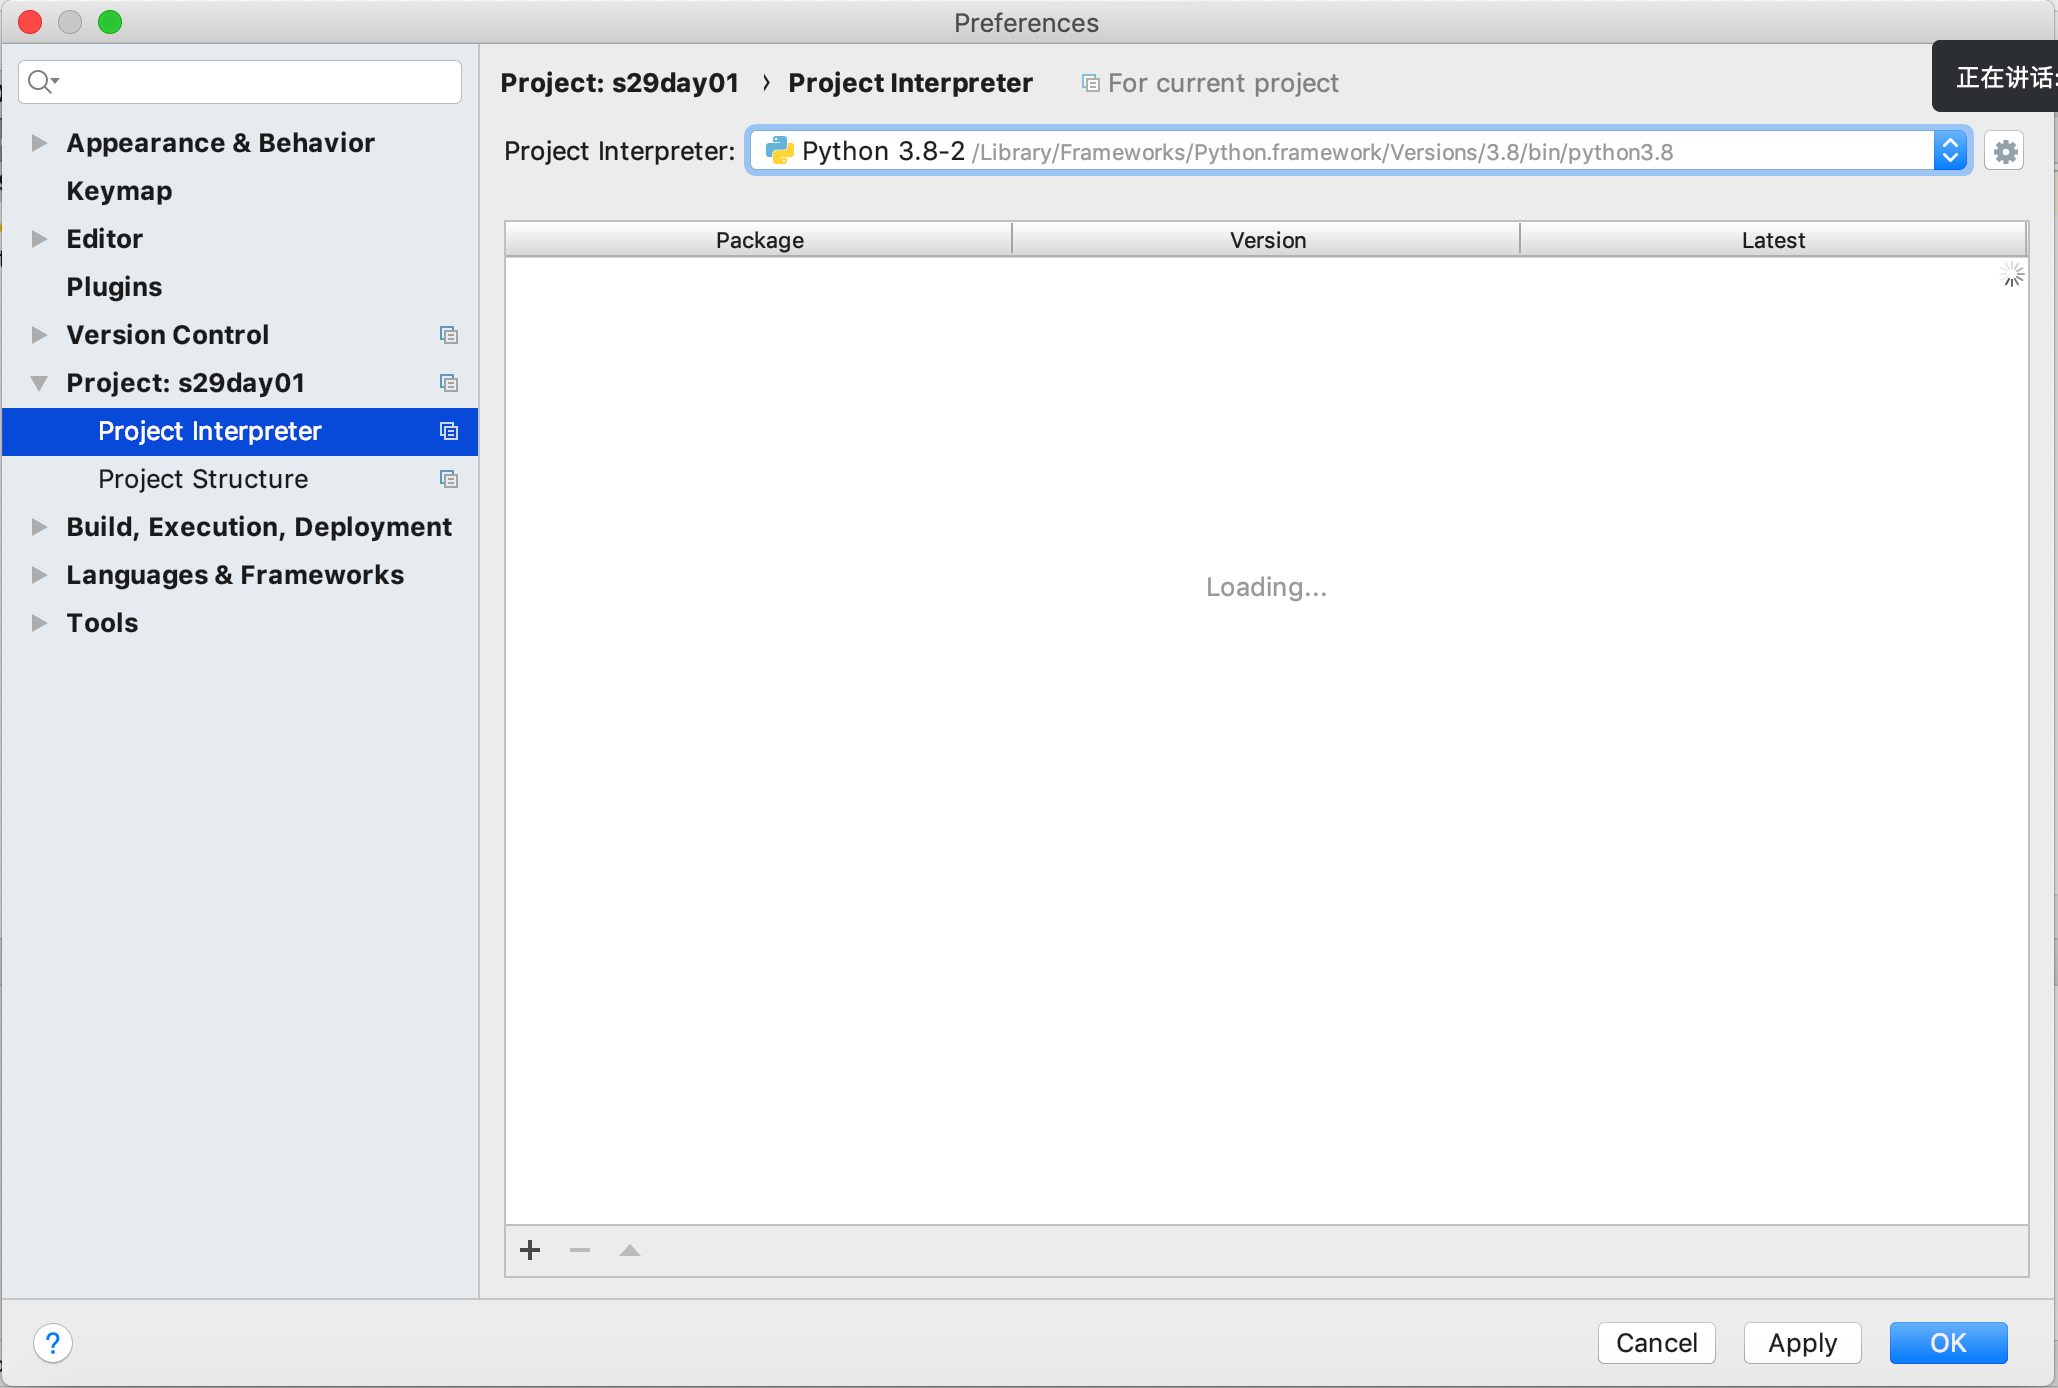 Preferences
正在讲话:
Project: s29day01 › Project Interpreter For current project
Project Interpreter: Python 3.8-2 /Library/Frameworks/Python.framework/Versions/3.8/bin/python3.8
Appearance & Behavior
Keymap
Editor
Plugins
Version Control
Project: s29day01
Project Interpreter
Project Structure
Build, Execution, Deployment
Languages & Frameworks
Tools
Package Version Latest
Loading...
?
Cancel Apply OK